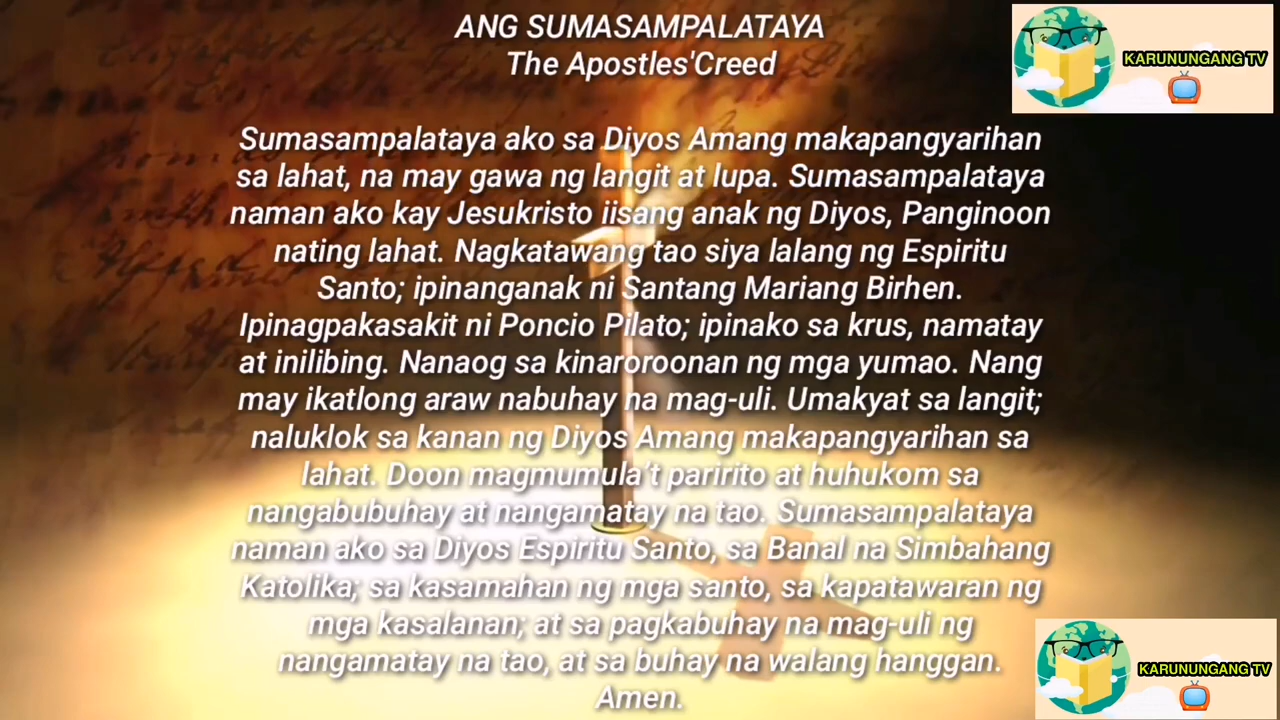 ANG SUMASAMPALATAYA
The Apostles'Creed
KARUNUNGANG TV
Sumasampalataya ako sa Diyos Amang makapangyarihan
sa lahat, na may gawa ng langit at lupa. Sumasampalataya
naman ako kay Jesukristo iisang anak ng Diyos, Panginoon
nating lahat. Nagkatawang tao siya lalang ng Espiritu
Santo; ipinanganak ni Santang Mariang Birhen.
Ipinagpakasakit ni Poncio Pilato; ipinako sa krus, namatay
at inilibing. Nanaog sa kinaroroonan ng mga yumao. Nang
may ikatlong araw nabuhay na mag-uli. Umakyat sa langit;
naluklok sa kanan ng Diyos Amang makapangyarihan sa
lahat. Doon magmumula't paririto at huhukom sa
nangabubuhay at nangamatay na tao. Sumasampalataya
naman ako sa Diyos Espiritu Santo, sa Banal na Simbahang
Katolika; sa kasamahan ng mga santo, sa kapatawaran ng
mga kasalanan; at sa pagkabuhay na mag-uli ng
nangamatay na tao, at sa buhay na walang hanggan.
Amen.
KARUNUNGANG TV